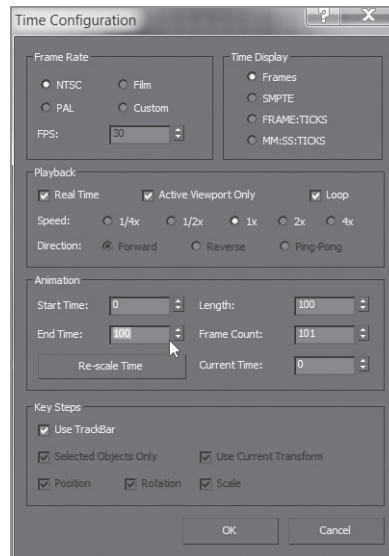 Time Configuration
? X
Frame Rate
NTSC
Film
PAL
Custom
FPS:
30
Time Display
Frames
SMPTE
FRAME:TICKS
MM:SS:TICKS
Playback
Real Time
Active Viewport Only
Loop
Speed:
1/4x
1/2x
1x
2x
4x
Direction:
Forward
Reverse
Ping-Pong
Animation
Start Time:
0
Length:
100
End Time:
100
Frame Count:
101
Re-scale Time
Current Time:
0
Key Steps
Use TrackBar
Selected Objects Only
Use Current Transform
Position
Rotation
Scale
OK
Cancel